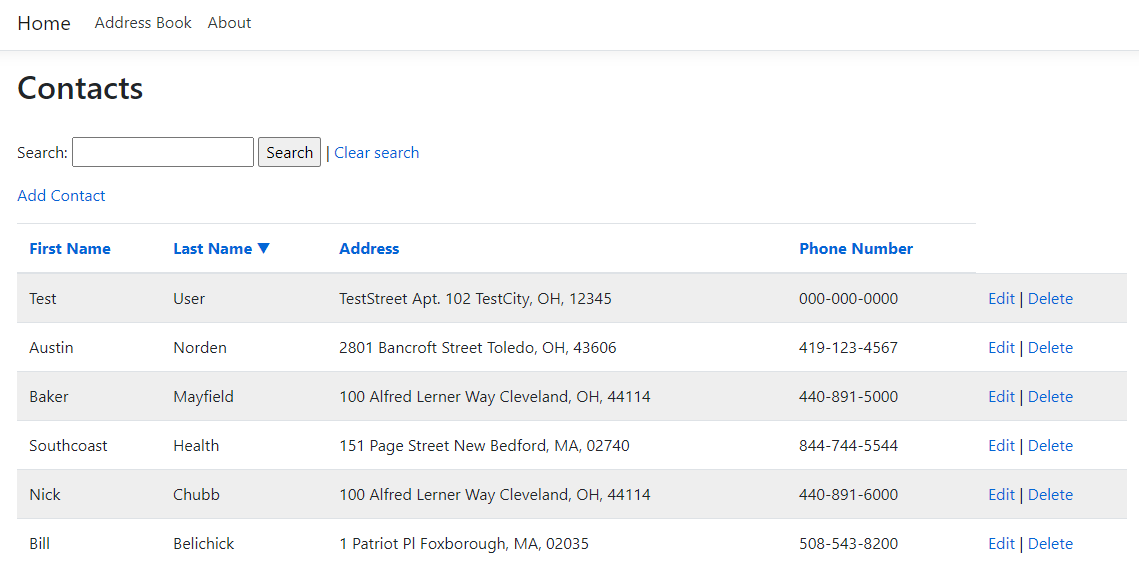 Home Address Book About
Contacts
Search: Search | Clear search
Add Contact
First Name Last Name ▼ Address Phone Number
Test User TestStreet Apt. 102 TestCity, OH, 12345 000-000-0000 Edit | Delete
Austin Norden 2801 Bancroft Street Toledo, OH, 43606 419-123-4567 Edit | Delete
Baker Mayfield 100 Alfred Lerner Way Cleveland, OH, 44114 440-891-5000 Edit | Delete
Southcoast Health 151 Page Street New Bedford, MA, 02740 844-744-5544 Edit | Delete
Nick Chubb 100 Alfred Lerner Way Cleveland, OH, 44114 440-891-6000 Edit | Delete
Bill Belichick 1 Patriot Pl Foxborough, MA, 02035 508-543-8200 Edit | Delete